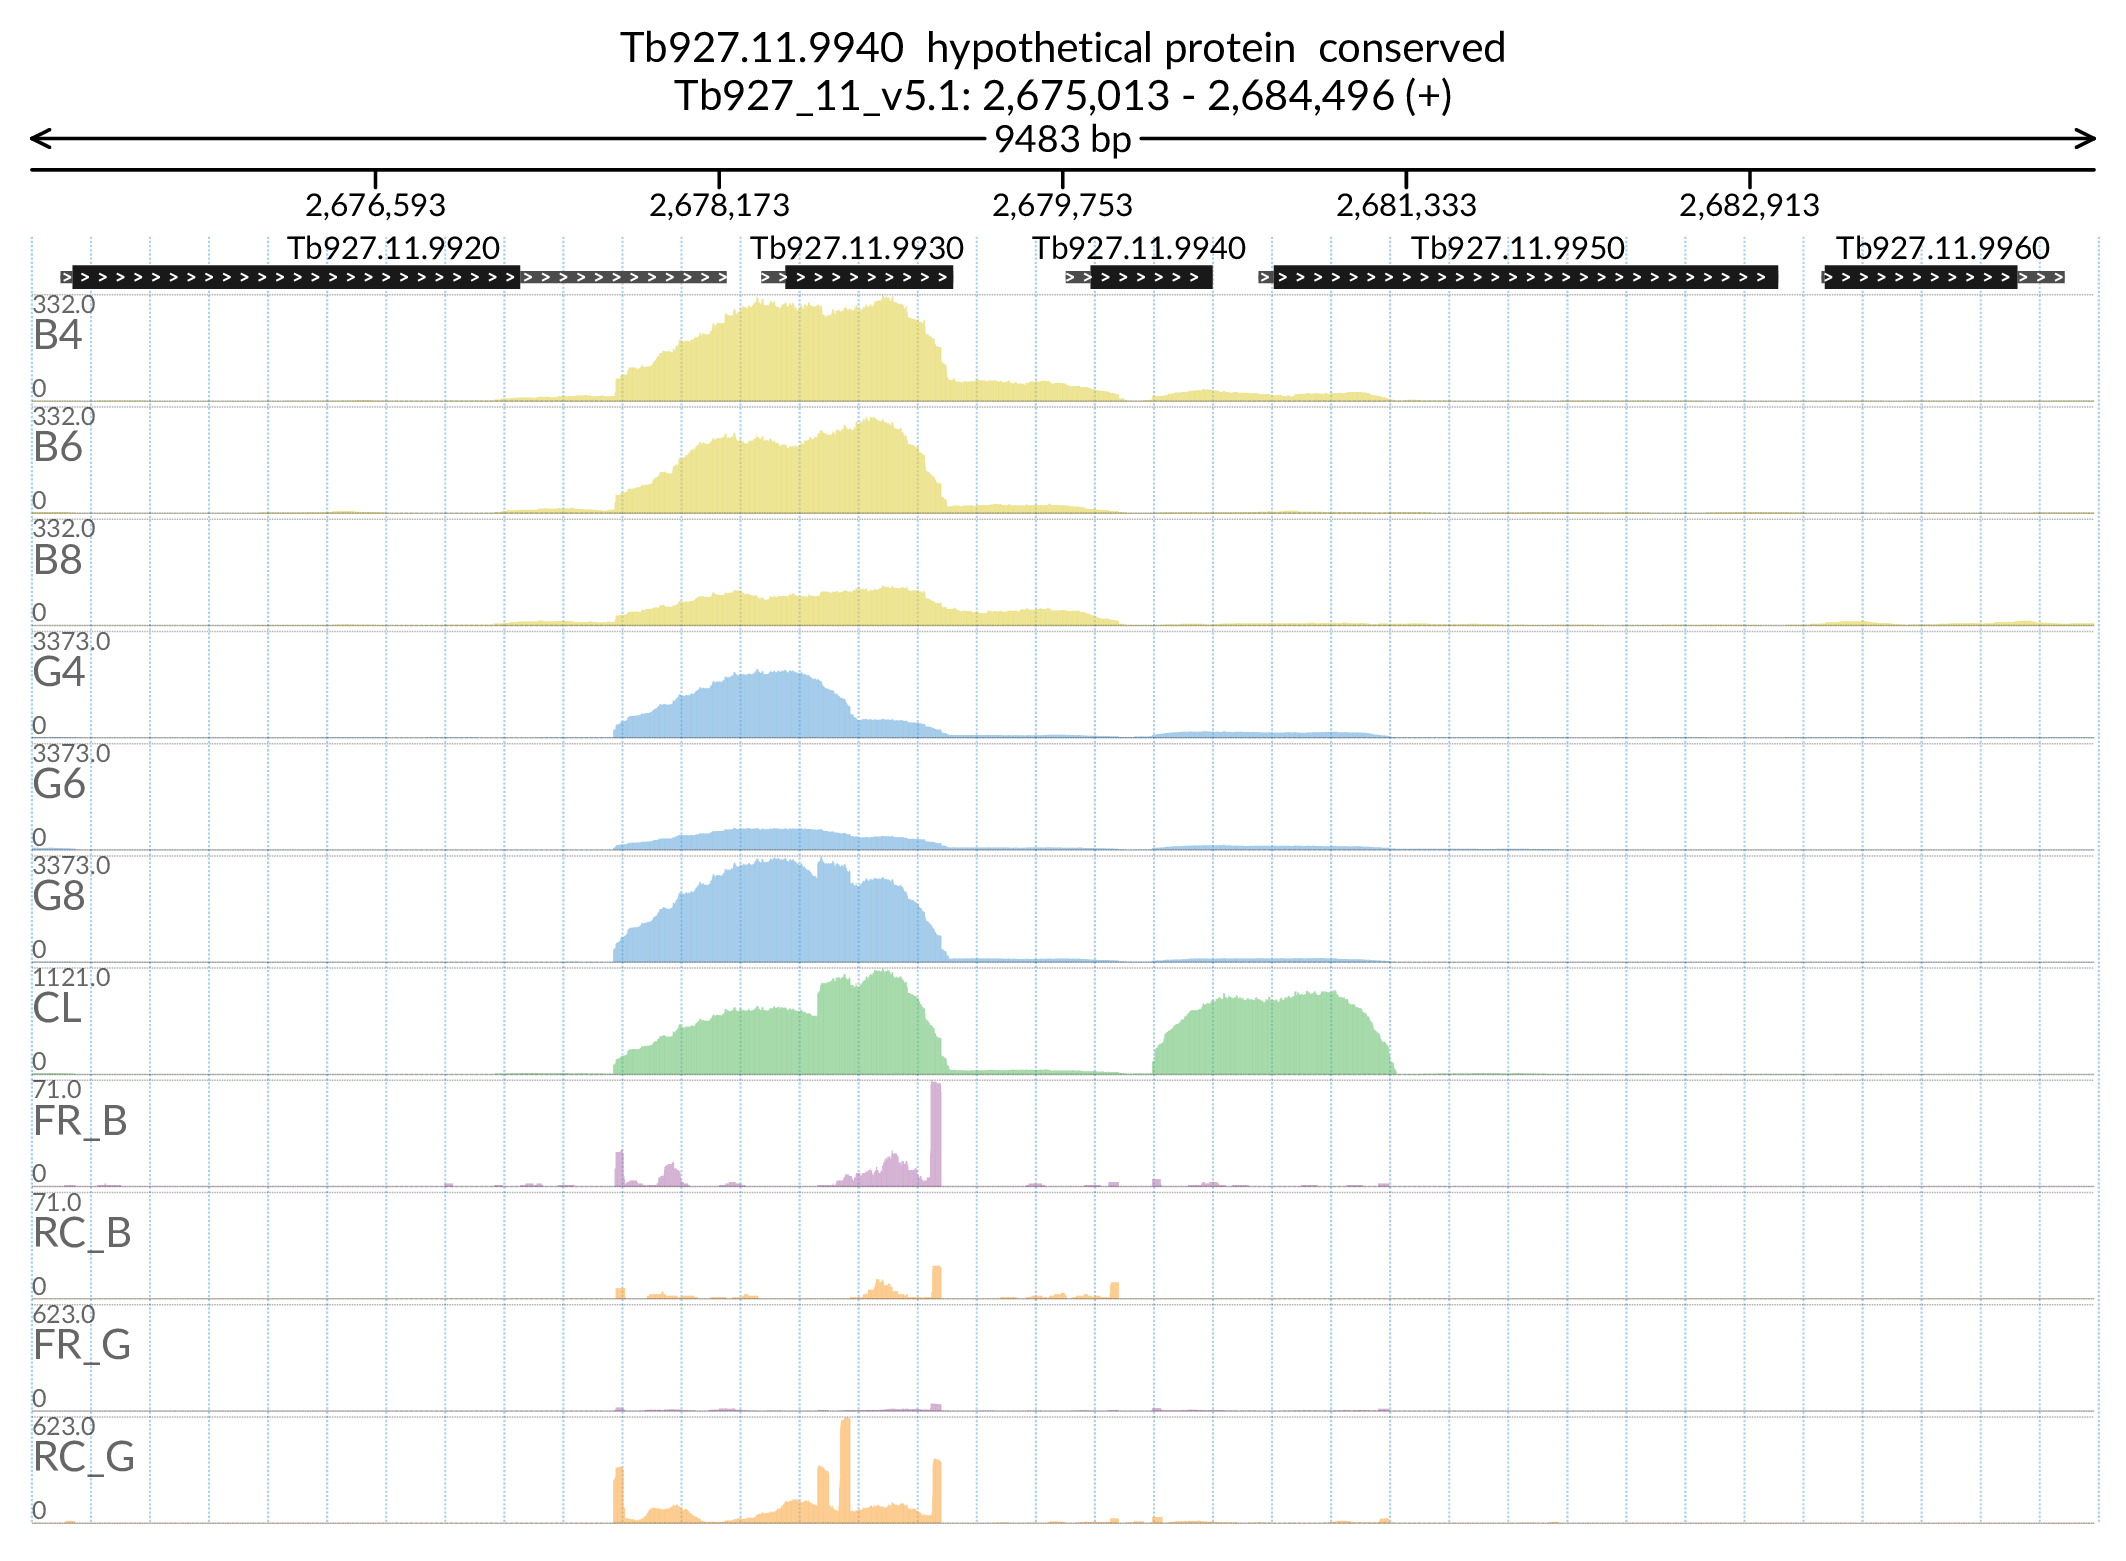 Tb927.11.9940 hypothetical protein conserved
Tb927_11_v5.1: 2,675,013 - 2,684,496 (+)
9483 bp
2,676,593 2,678,173 2,679,753 2,681,333 2,682,913
Tb927.11.9920 Tb927.11.9930 Tb927.11.9940 Tb927.11.9950 Tb927.11.9960
332.0
B4
0
332.0
B6
0
332.0
B8
0
3373.0
G4
0
3373.0
G6
0
3373.0
G8
0
1121.0
CL
0
71.0
FR_B
0
71.0
RC_B
0
623.0
FR_G
0
623.0
RC_G
0